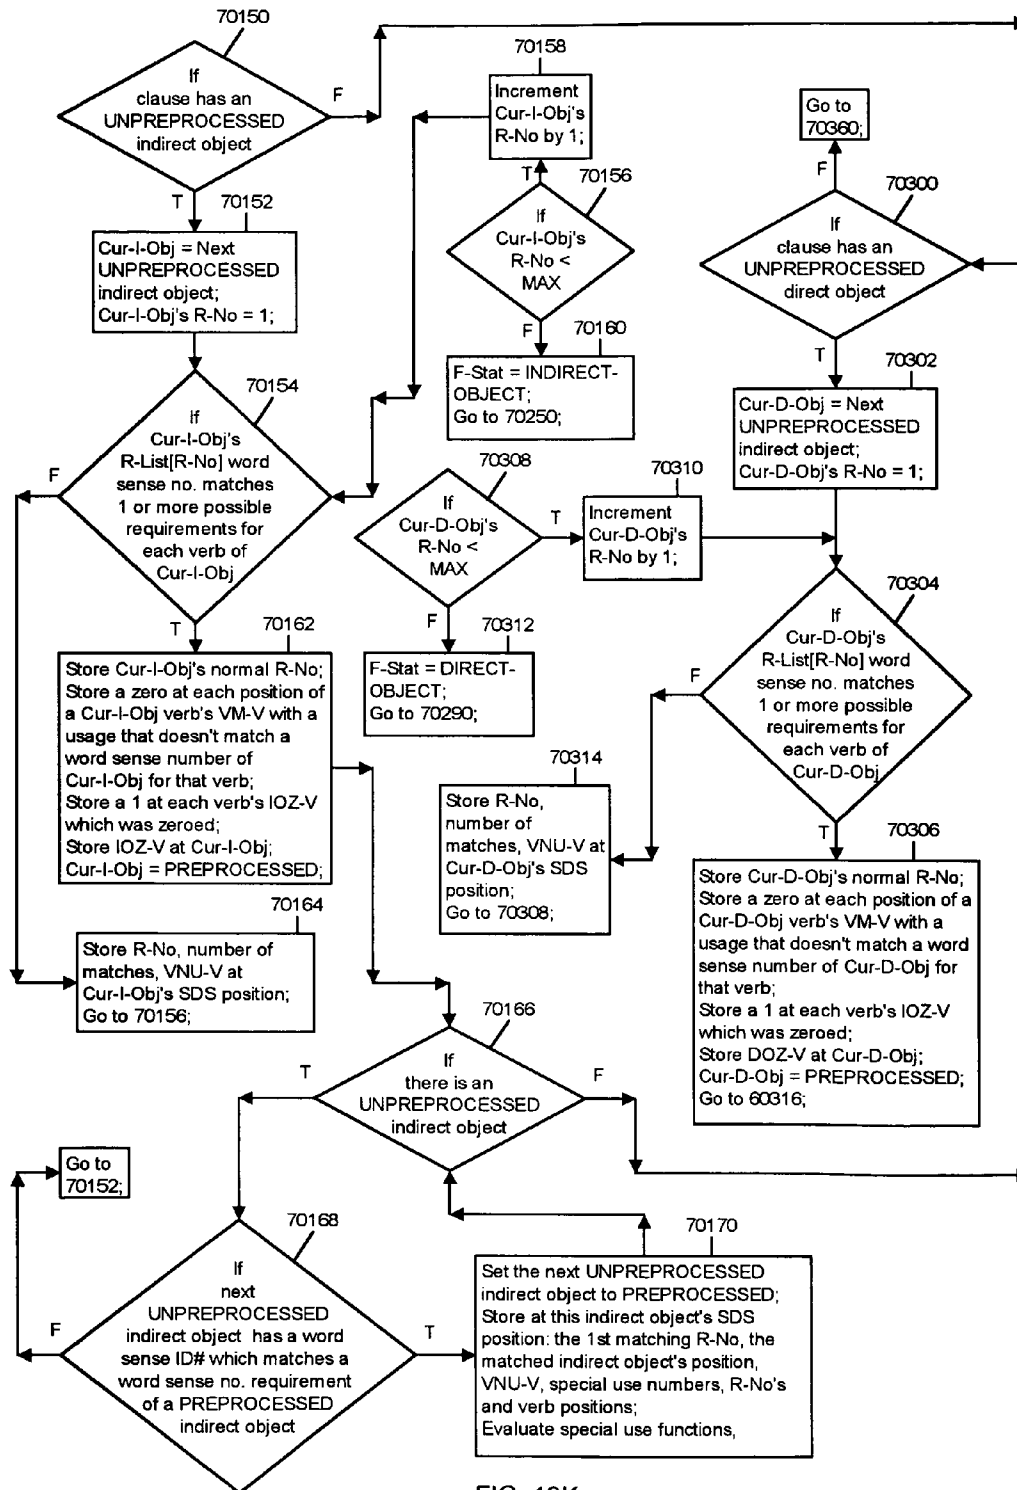 70150
If
clause has an
UNPREPROCESSED
indirect object
F
T
70152
Cur-I-Obj = Next
UNPREPROCESSED
indirect object;
Cur-I-Obj's R-No = 1;
70154
If
Cur-I-Obj's
R-List[R-No] word
sense no. matches
1 or more possible
requirements for
each verb of
Cur-I-Obj
F
T
70158
Increment
Cur-I-Obj's
R-No by 1;
T
70156
If
Cur-I-Obj's
R-No <
MAX
F
70160
F-Stat = INDIRECT-
OBJECT;
Go to 70250;
Go to
70360;
F
70300
If
clause has an
UNPREPROCESSED
direct object
T
70302
Cur-D-Obj = Next
UNPREPROCESSED
indirect object;
Cur-D-Obj's R-No = 1;
70308
If
Cur-D-Obj's
R-No <
MAX
T
F
70310
Increment
Cur-D-Obj's
R-No by 1;
70312
F-Stat = DIRECT-
OBJECT;
Go to 70290;
70304
If
Cur-D-Obj's
R-List[R-No] word
sense no. matches
1 or more possible
requirements for
each verb of
Cur-D-Obj
F
T
70162
Store Cur-I-Obj's normal R-No;
Store a zero at each position of
a Cur-I-Obj verb's VM-V with a
usage that doesn't match a
word sense number of
Cur-I-Obj for that verb;
Store a 1 at each verb's IOZ-V
which was zeroed;
Store IOZ-V at Cur-I-Obj;
Cur-I-Obj = PREPROCESSED;
70164
Store R-No, number of
matches, VNU-V at
Cur-I-Obj's SDS position;
Go to 70156;
70314
Store R-No,
number of
matches, VNU-V at
Cur-D-Obj's SDS
position;
Go to 70308;
70306
Store Cur-D-Obj's normal R-No;
Store a zero at each position of a
Cur-D-Obj verb's VM-V with a
usage that doesn't match a word
sense number of Cur-D-Obj for
that verb;
Store a 1 at each verb's IOZ-V
which was zeroed;
Store DOZ-V at Cur-D-Obj;
Cur-D-Obj = PREPROCESSED;
Go to 60316;
70166
If
there is an
UNPREPROCESSED
indirect object
T
F
Go to
70152;
70168
If
next
UNPREPROCESSED
indirect object has a word
sense ID# which matches a
word sense no. requirement
of a PREPROCESSED
indirect object
F
T
70170
Set the next UNPREPROCESSED
indirect object to PREPROCESSED;
Store at this indirect object's SDS
position: the 1st matching R-No, the
matched indirect object's position,
VNU-V, special use numbers, R-No's
and verb positions;
Evaluate special use functions,